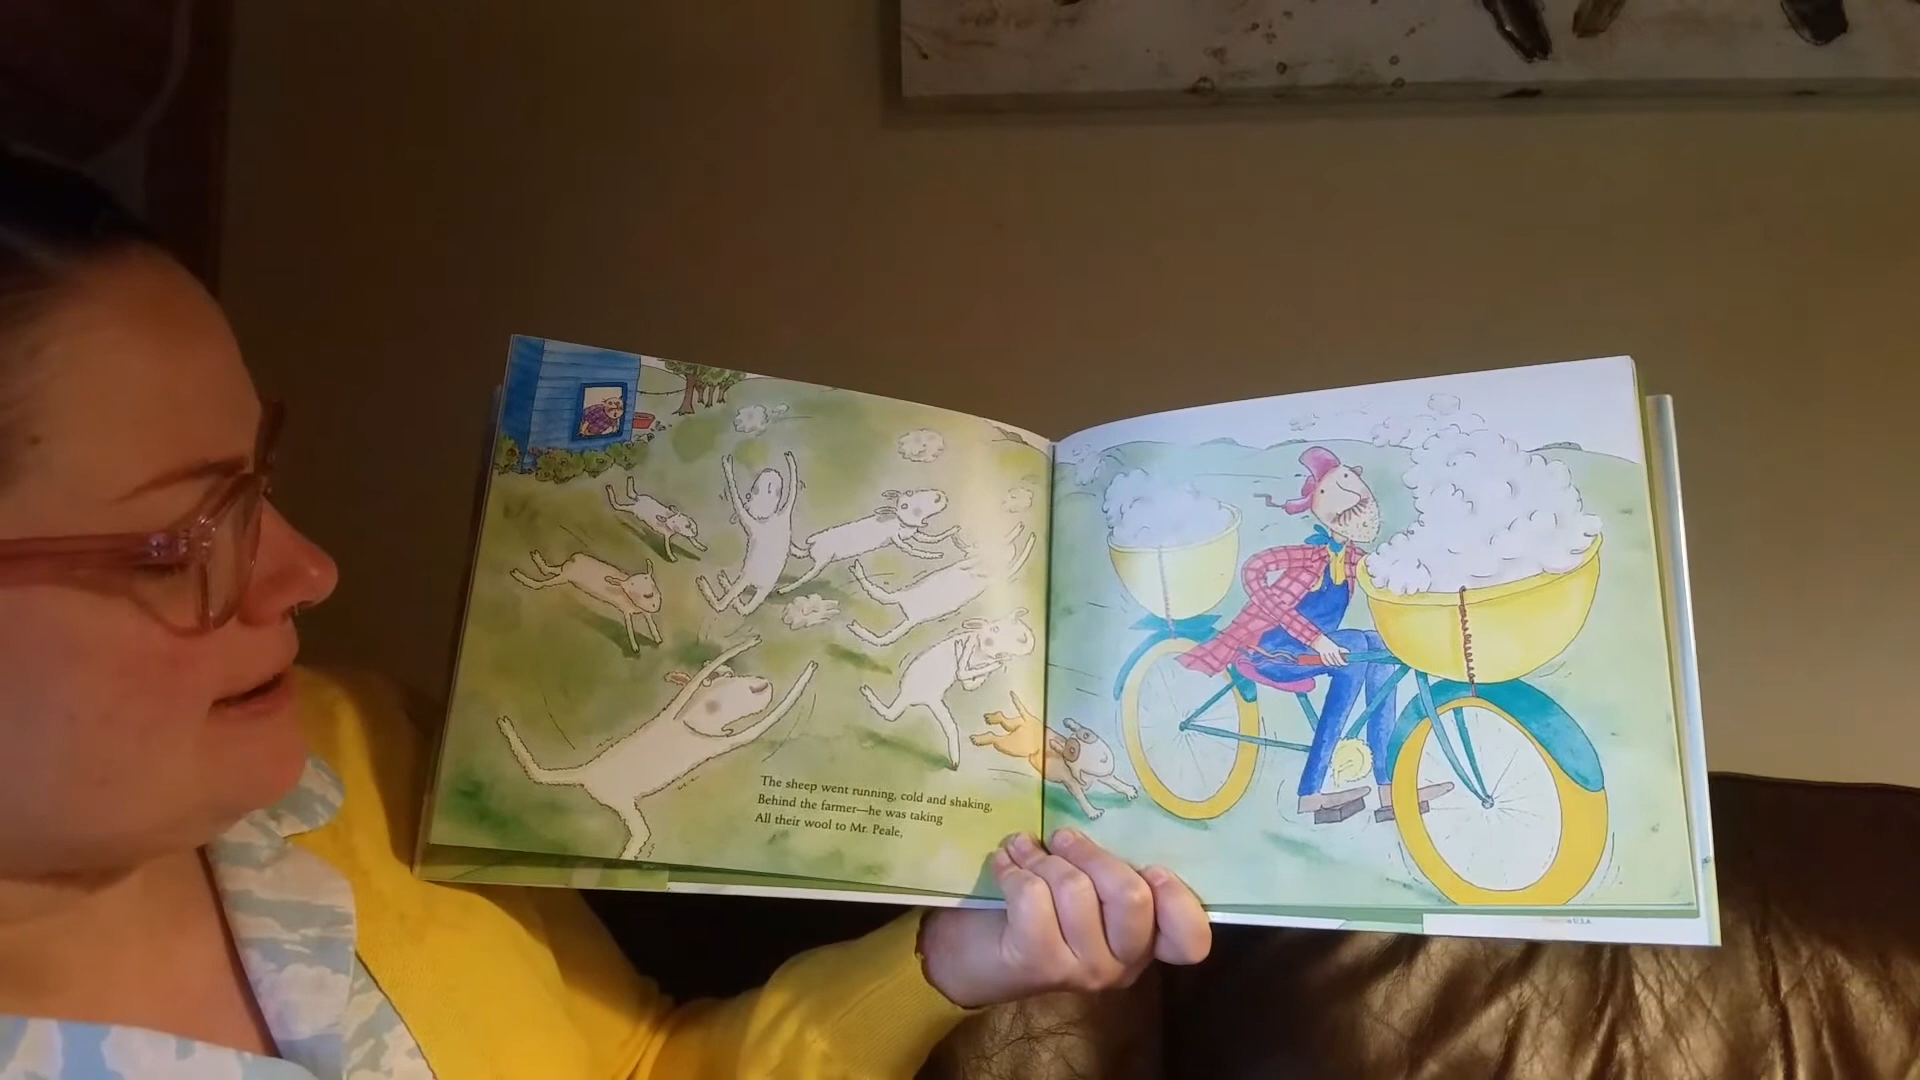 The sheep went running, cold and shaking,
Behind the farmer—he was taking
All their wool to Mr. Peale,